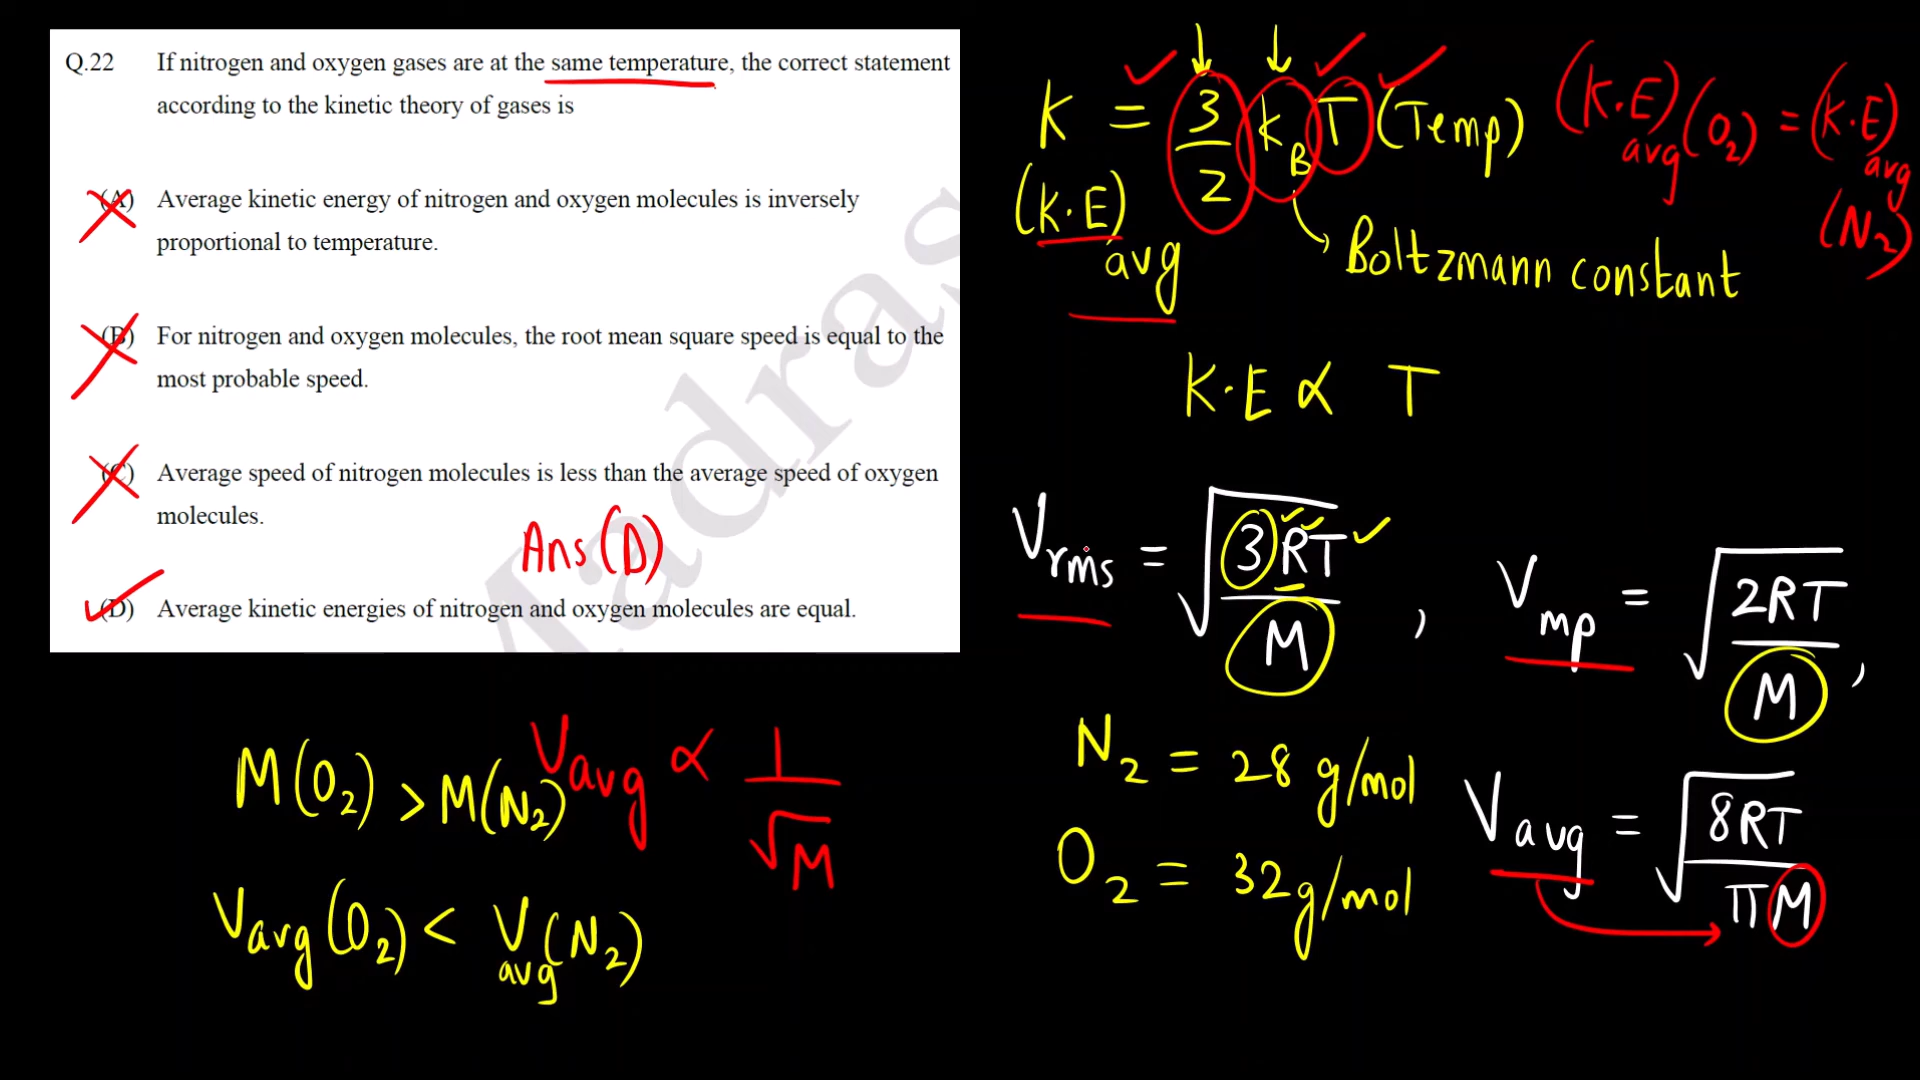 Q.22 If nitrogen and oxygen gases are at the same temperature, the correct statement
according to the kinetic theory of gases is
(A) Average kinetic energy of nitrogen and oxygen molecules is inversely
proportional to temperature.
(B) For nitrogen and oxygen molecules, the root mean square speed is equal to the
most probable speed.
(C) Average speed of nitrogen molecules is less than the average speed of oxygen
molecules.
Ans (D)
(D) Average kinetic energies of nitrogen and oxygen molecules are equal.
Madras
K = 3/2 k_B T (Temp)
(K.E)avg
Boltzmann constant
(K.E)avg (O₂) = (K.E)avg (N₂)
K.E ∝ T
Vrms = √(3RT/M) ,
Vmp = √(2RT/M) ,
N₂ = 28 g/mol
O₂ = 32 g/mol
Vavg = √(8RT/πM)
M(O₂) > M(N₂)
Vavg ∝ 1/√M
Vavg (O₂) < Vavg (N₂)